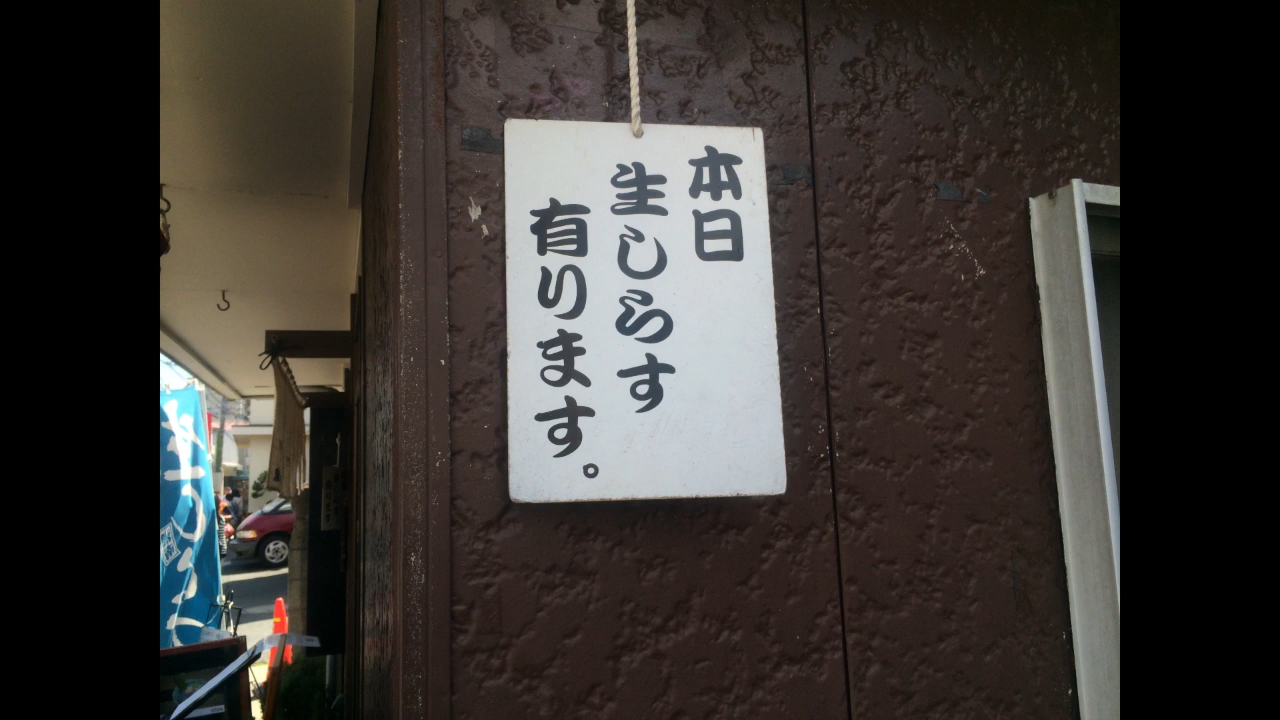 本日
生しらす
有ります。